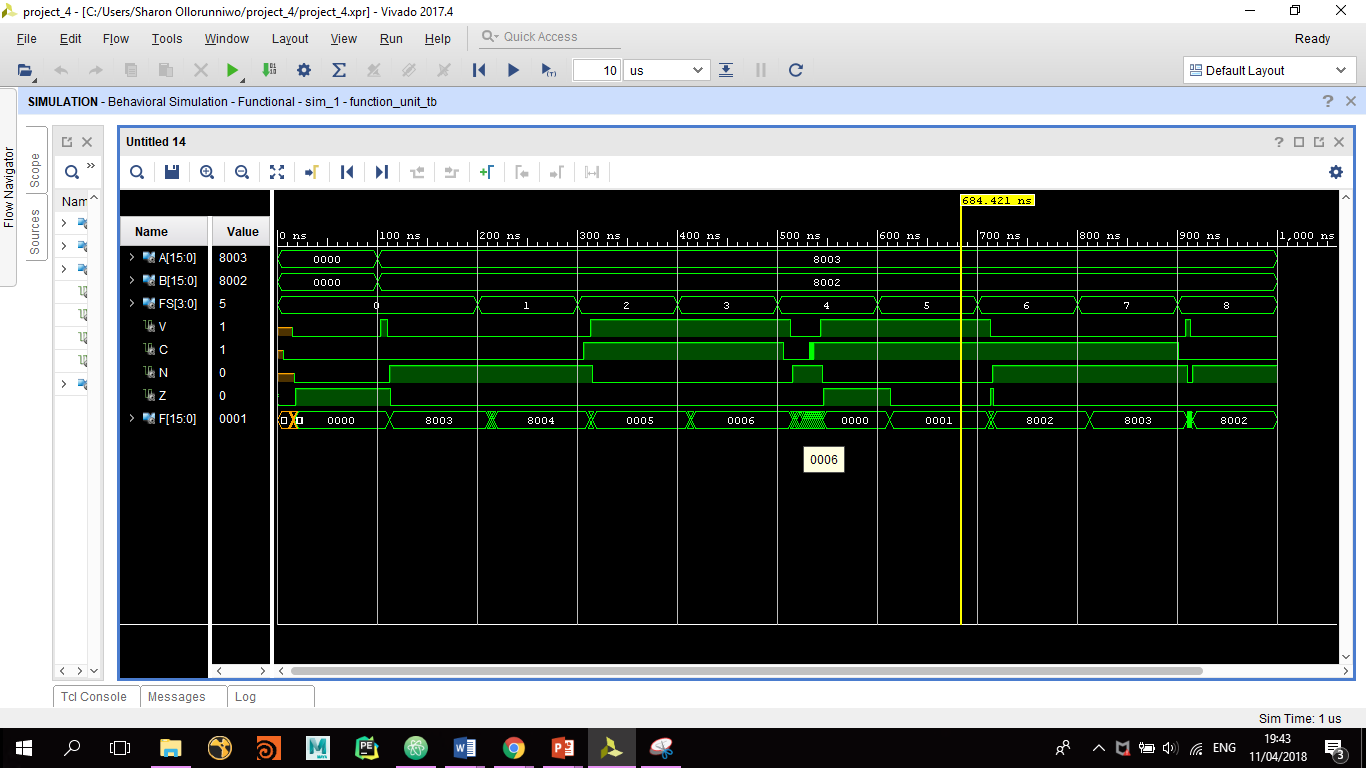 project_4 - [C:/Users/Sharon Ollorunniwo/project_4/project_4.xpr] - Vivado 2017.4
File Edit Flow Tools Window Layout View Run Help Quick Access Ready
10 us Default Layout
SIMULATION - Behavioral Simulation - Functional - sim_1 - function_unit_tb
Flow Navigator
Scope
Sources
Nam
Untitled 14
684.421 ns
Name Value
0 ns 100 ns 200 ns 300 ns 400 ns 500 ns 600 ns 700 ns 800 ns 900 ns 1,000 ns
A[15:0] 8003 0000 8003
B[15:0] 8002 0000 8002
FS[3:0] 5 0 1 2 3 4 5 6 7 8
V 1
C 1
N 0
Z 0
F[15:0] 0001 0000 8003 8004 0005 0006 0000 0001 8002 8003 8002
0006
Tcl Console Messages Log
Sim Time: 1 us
ENG 19:43
11/04/2018
3